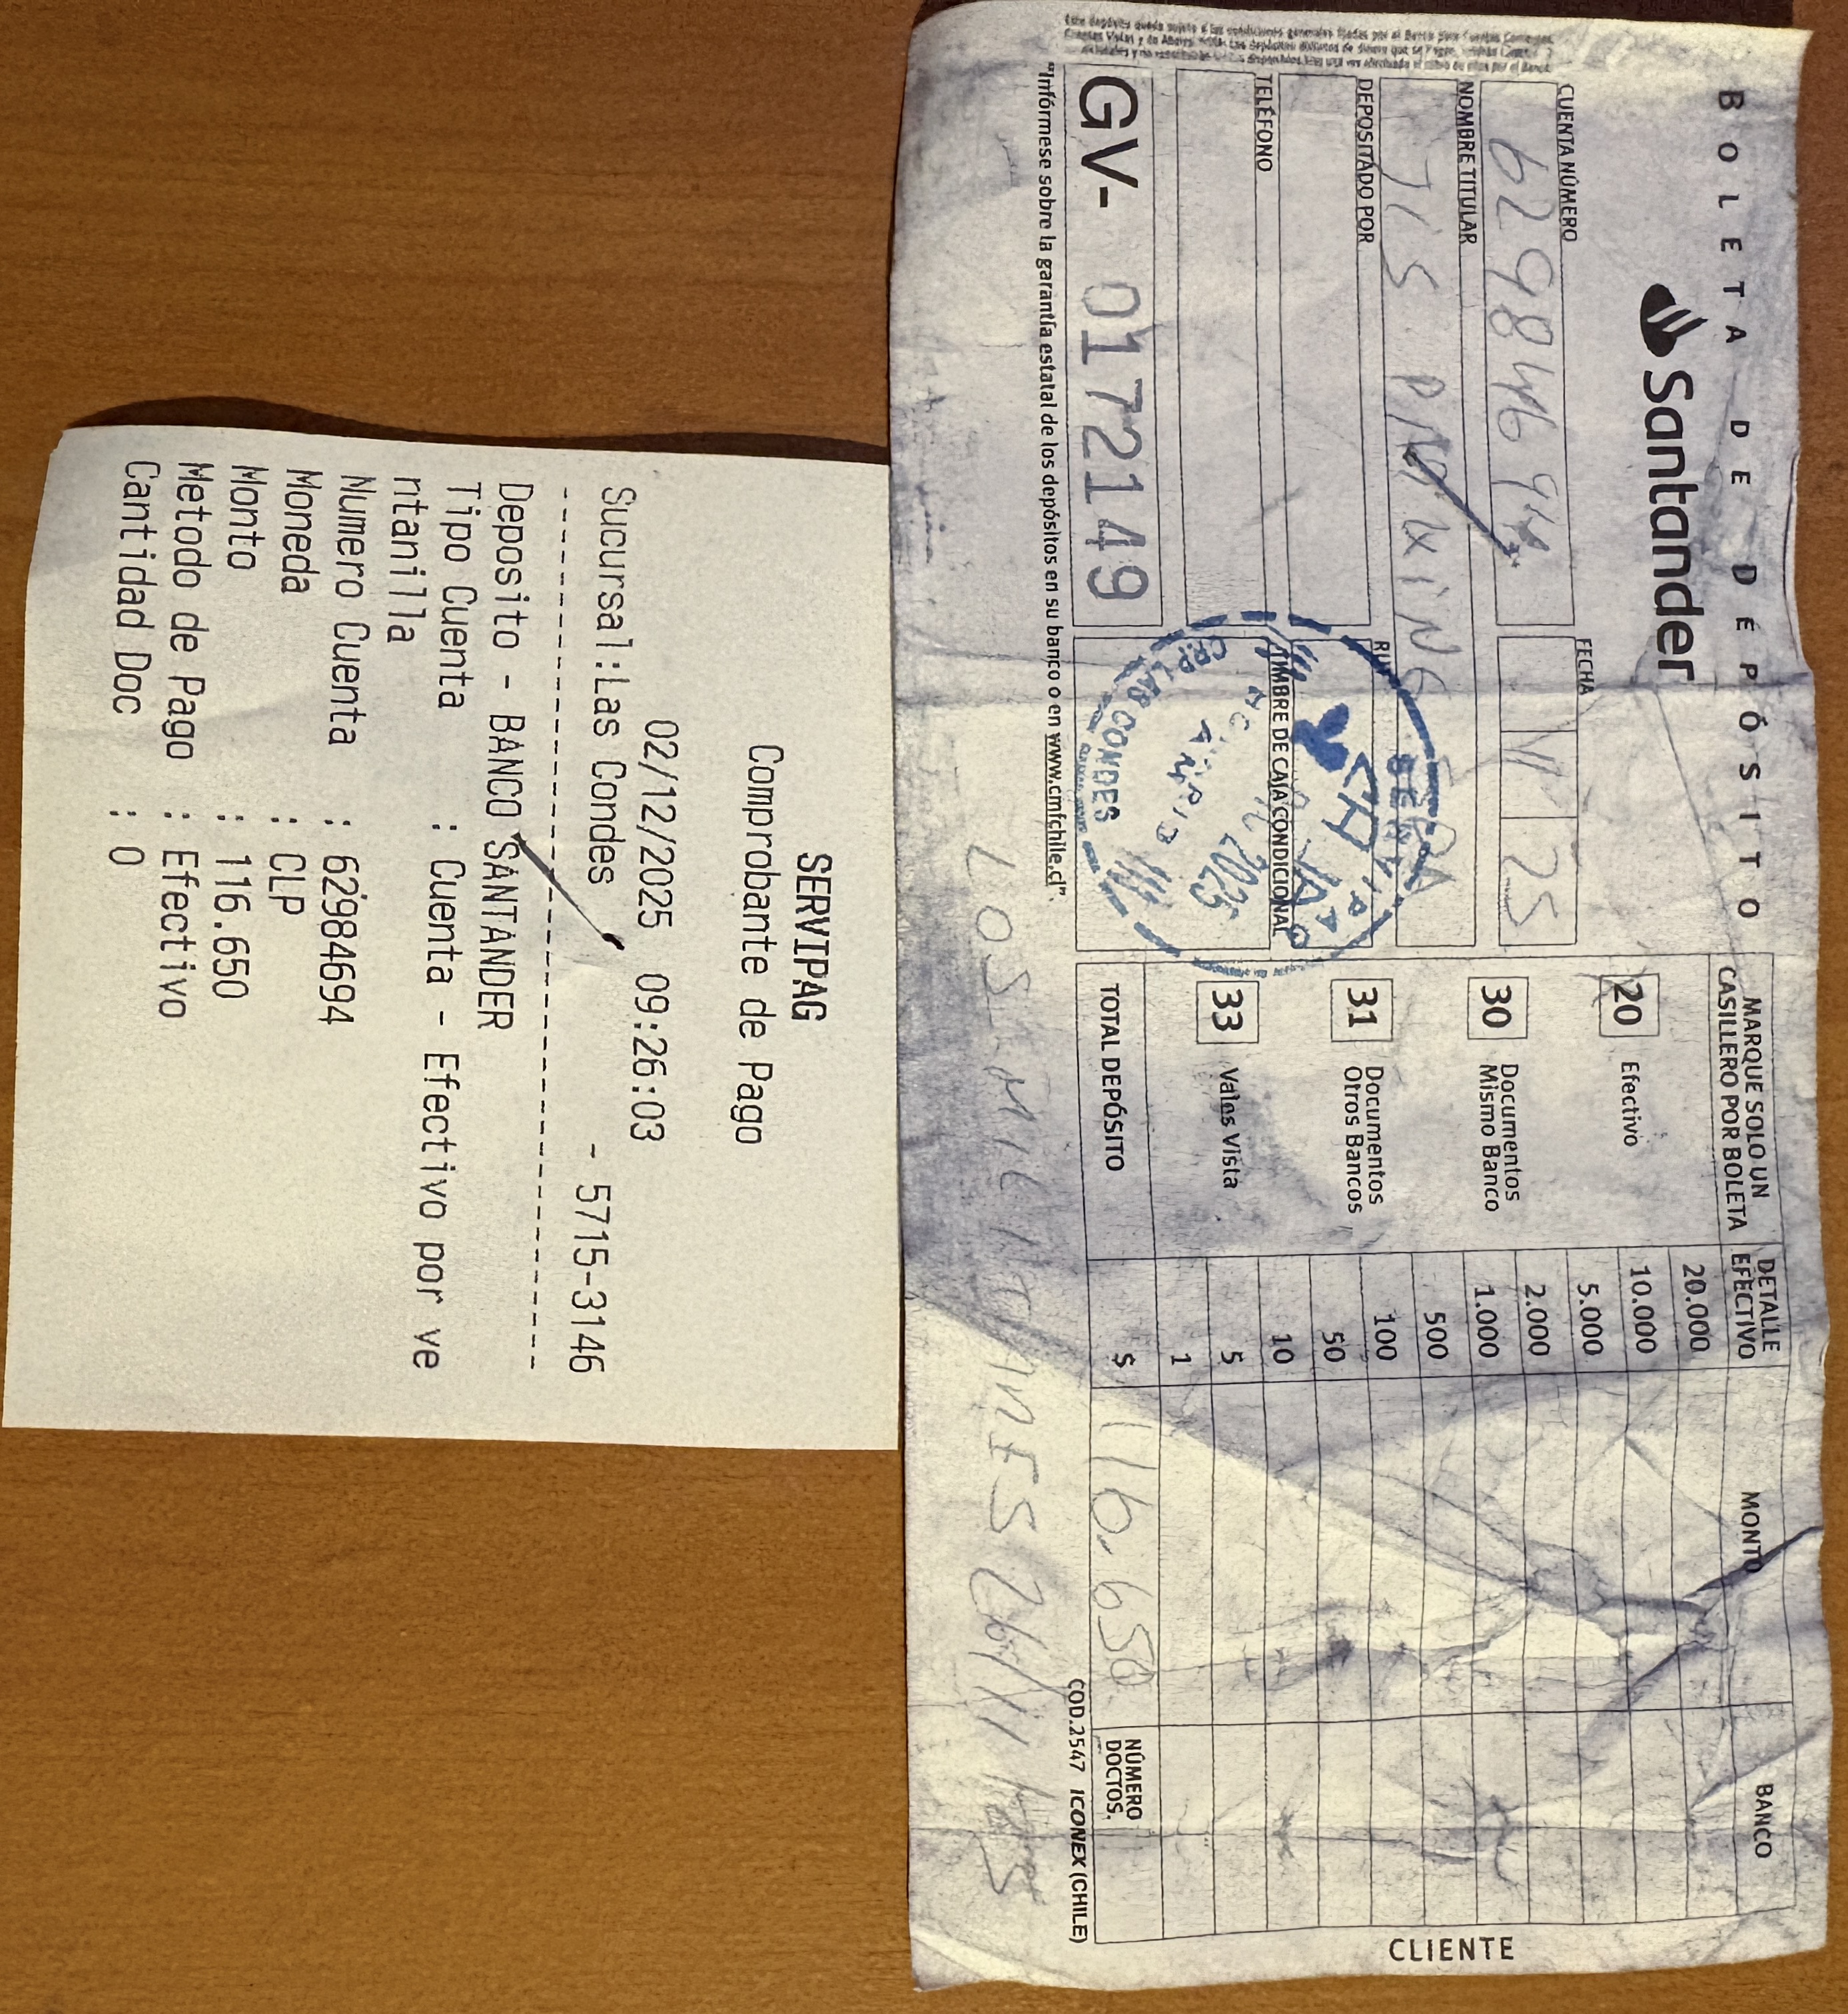 BOLETA DE DEPÓSITO
Santander
CUENTA NÚMERO
62984694
FECHA
11 25
NOMBRE TITULAR
DEPOSITADO POR
TELÉFONO
TIMBRE DE CAJA CONDICIONAL
LAS CONDES
2025
GV- 0172149
"Infórmese sobre la garantía estatal de los depósitos en su banco o en www.cmfchile.cl".
MARQUE SOLO UN
CASILLERO POR BOLETA
20 Efectivo
30 Documentos
Mismo Banco
31 Documentos
Otros Bancos
33 Vales Vista
TOTAL DEPÓSITO
DETALLE
EFECTIVO
MONTO
BANCO
20.000
10.000
5.000
2.000
1.000
500
100
50
10
5
1
$ 116.650
NÚMERO
DOCTOS.
COD.2547 ICONEX (CHILE)
CLIENTE
26/11
SERVIPAG
Comprobante de Pago
02/12/2025 09:26:03
Sucursal:Las Condes - 5715-3146
Deposito - BANCO SANTANDER
Tipo Cuenta : Cuenta - Efectivo por ve
ntanilla
Numero Cuenta : 62984694
Moneda : CLP
Monto : 116.650
Metodo de Pago : Efectivo
Cantidad Doc : 0